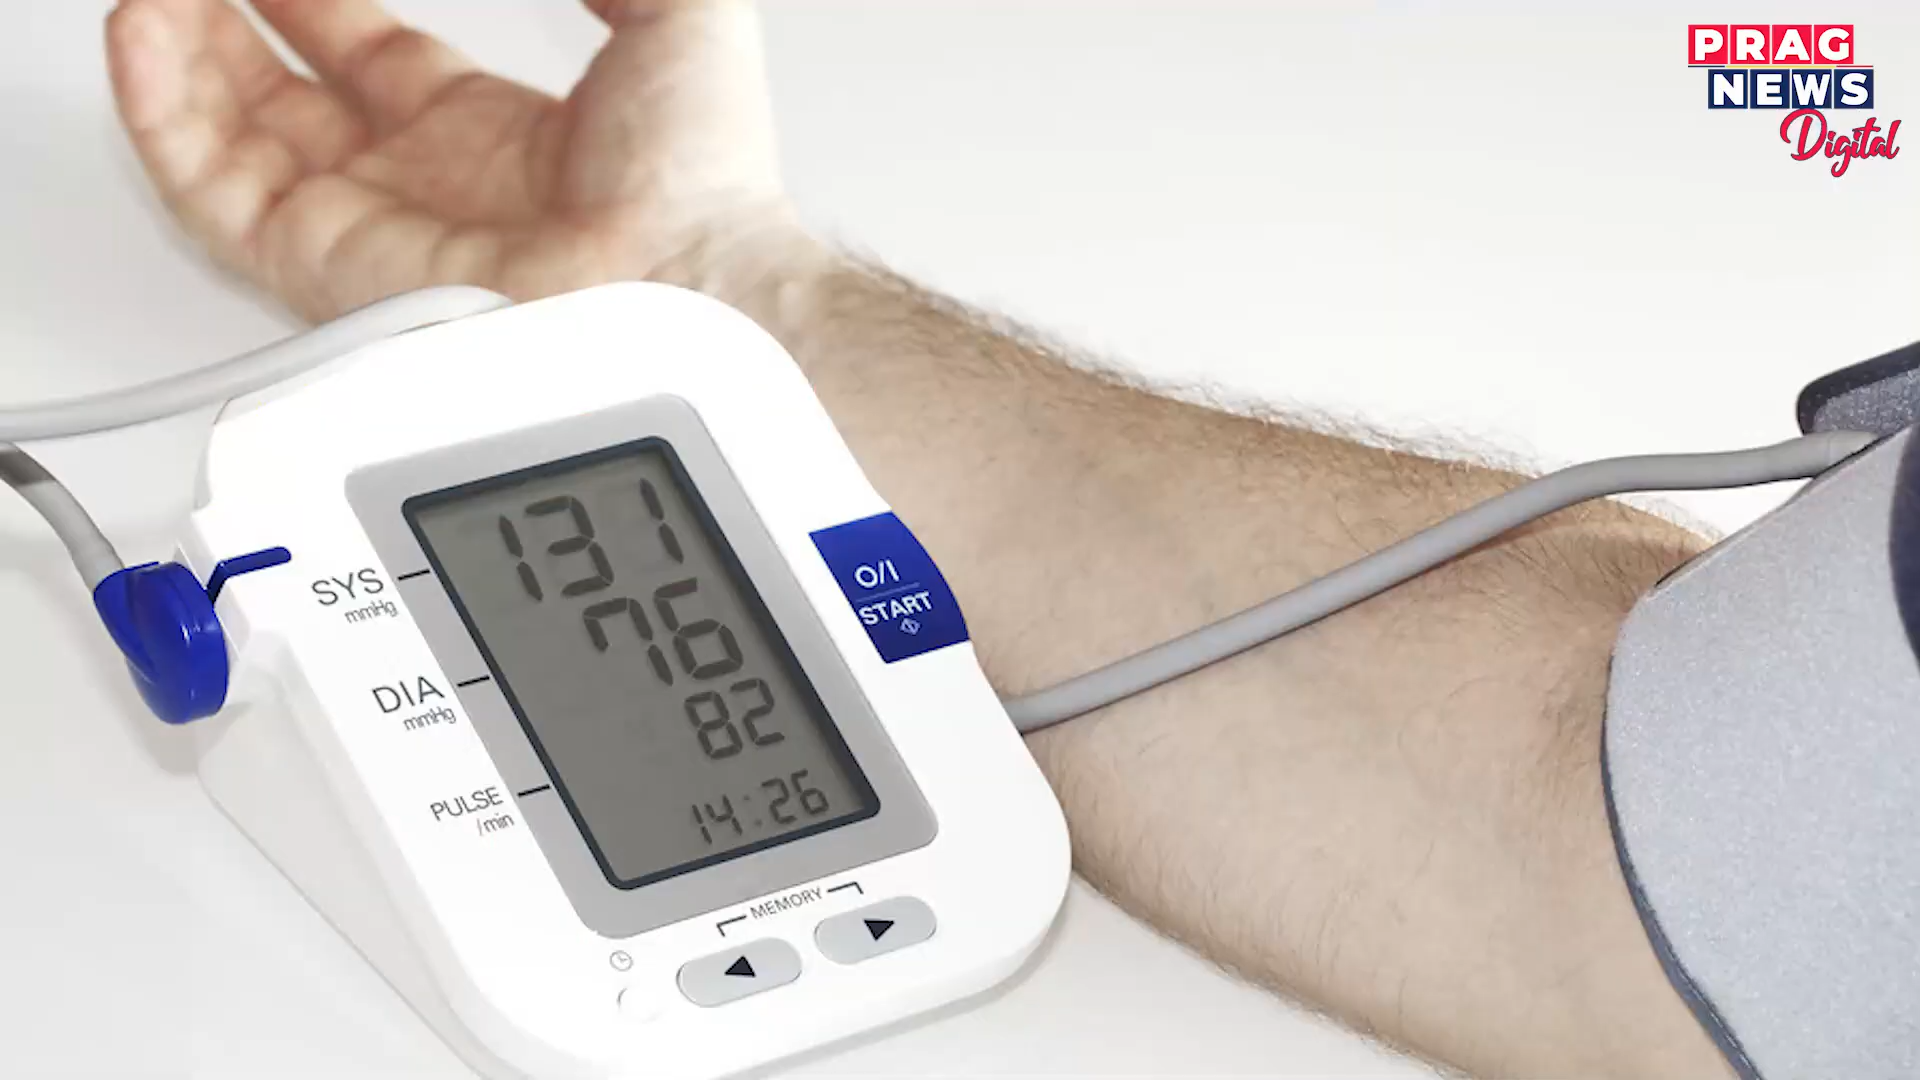 PRAG
NEWS
Digital
SYS
mmHg
131
DIA
mmHg
76
PULSE
/min
82
14:26
O/I
START
MEMORY